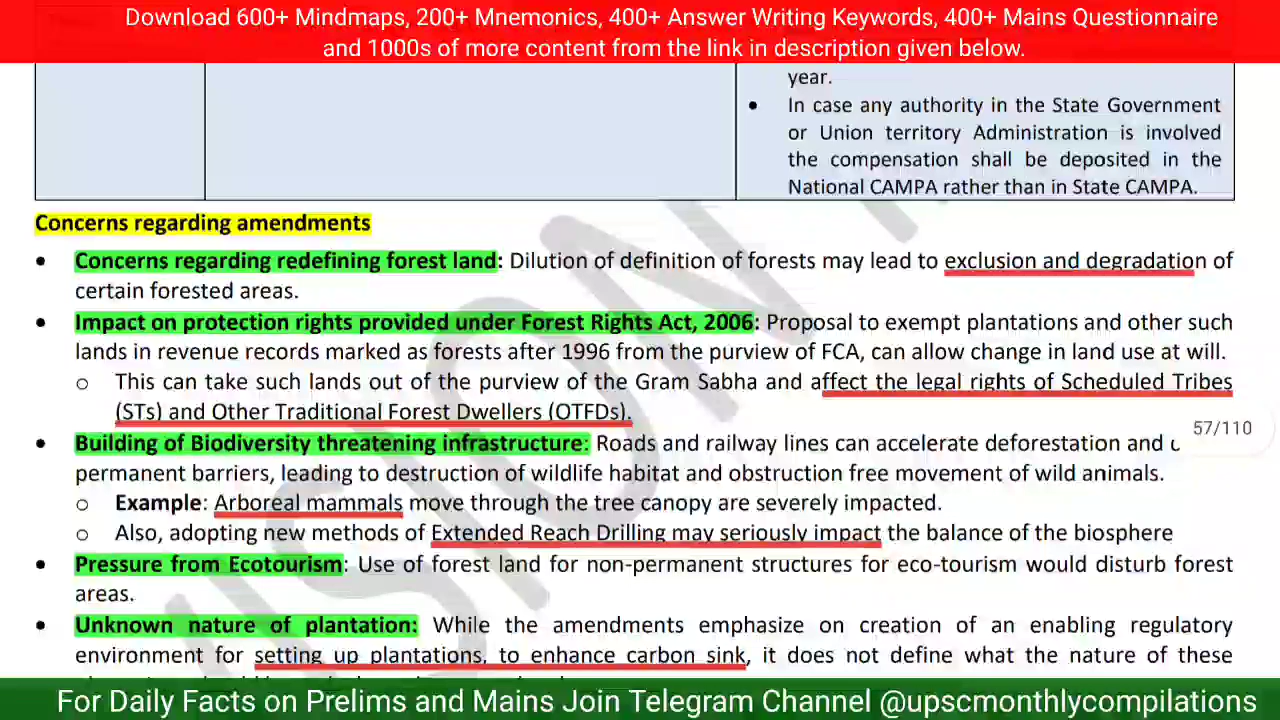 Download 600+ Mindmaps, 200+ Mnemonics, 400+ Answer Writing Keywords, 400+ Mains Questionnaire
and 1000s of more content from the link in description given below.
year.
• In case any authority in the State Government
or Union territory Administration is involved
the compensation shall be deposited in the
National CAMPA rather than in State CAMPA.
Concerns regarding amendments
• Concerns regarding redefining forest land: Dilution of definition of forests may lead to exclusion and degradation of
certain forested areas.
• Impact on protection rights provided under Forest Rights Act, 2006: Proposal to exempt plantations and other such
lands in revenue records marked as forests after 1996 from the purview of FCA, can allow change in land use at will.
o This can take such lands out of the purview of the Gram Sabha and affect the legal rights of Scheduled Tribes
(STs) and Other Traditional Forest Dwellers (OTFDs).
57/110
• Building of Biodiversity threatening infrastructure: Roads and railway lines can accelerate deforestation and
permanent barriers, leading to destruction of wildlife habitat and obstruction free movement of wild animals.
o Example: Arboreal mammals move through the tree canopy are severely impacted.
o Also, adopting new methods of Extended Reach Drilling may seriously impact the balance of the biosphere
• Pressure from Ecotourism: Use of forest land for non-permanent structures for eco-tourism would disturb forest
areas.
• Unknown nature of plantation: While the amendments emphasize on creation of an enabling regulatory
environment for setting up plantations, to enhance carbon sink, it does not define what the nature of these
For Daily Facts on Prelims and Mains Join Telegram Channel @upscmonthlycompilations